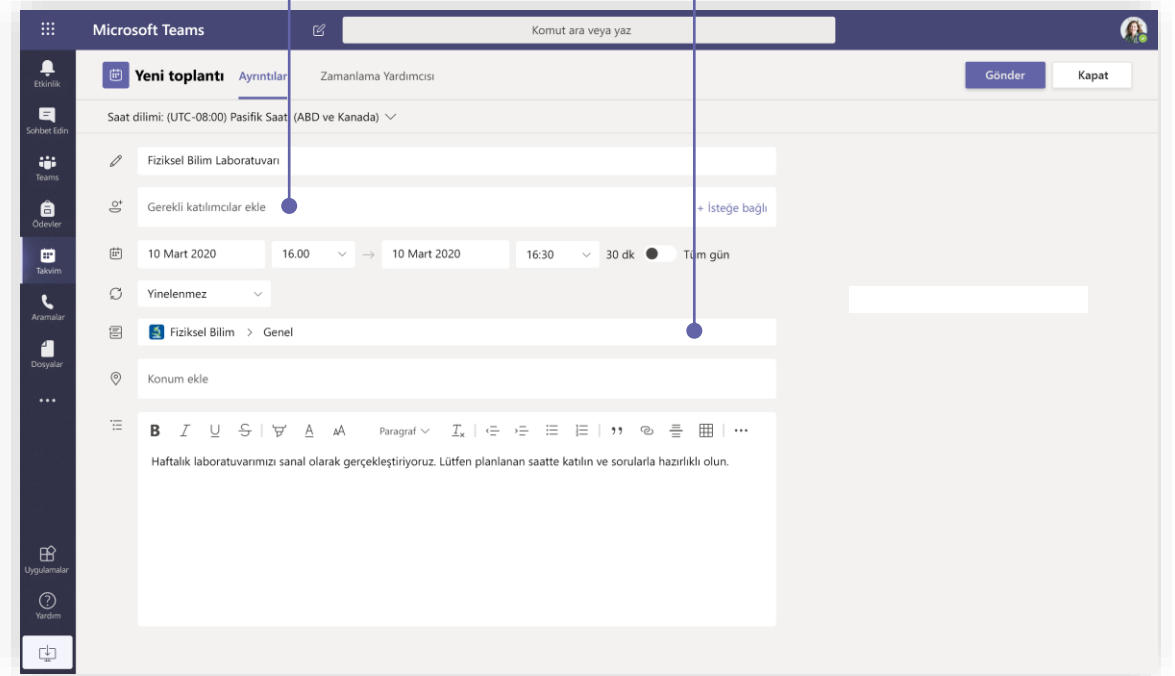 Microsoft Teams
Komut ara veya yaz
Etkinlik
Sohbet Edin
Teams
Ödevler
Takvim
Aramalar
Dosyalar
Uygulamalar
Yardım
Yeni toplantı Ayrıntılar Zamanlama Yardımcısı Gönder Kapat
Saat dilimi: (UTC-08:00) Pasifik Saati (ABD ve Kanada)
Fiziksel Bilim Laboratuvarı
Gerekli katılımcılar ekle + İsteğe bağlı
10 Mart 2020 16.00 → 10 Mart 2020 16:30 30 dk Tüm gün
Yinelenmez
Fiziksel Bilim > Genel
Konum ekle
B I U S A AA Paragraf Tx
Haftalık laboratuvarımızı sanal olarak gerçekleştiriyoruz. Lütfen planlanan saatte katılın ve sorularla hazırlıklı olun.